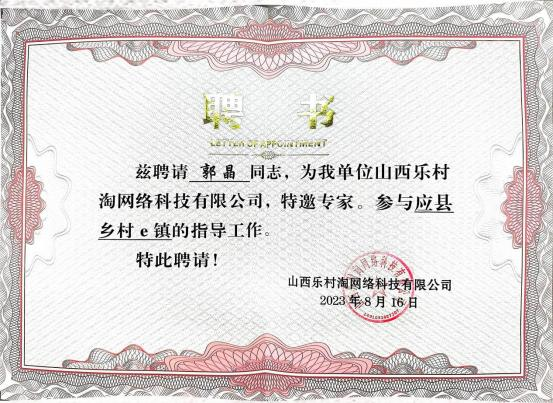 聘 书
LETTER OF APPOINTMENT
兹聘请 郭晶 同志，为我单位山西乐村
淘网络科技有限公司，特邀专家。参与应县
乡村e镇的指导工作。
特此聘请！
山西乐村淘网络科技有限公司
2023年8月16日